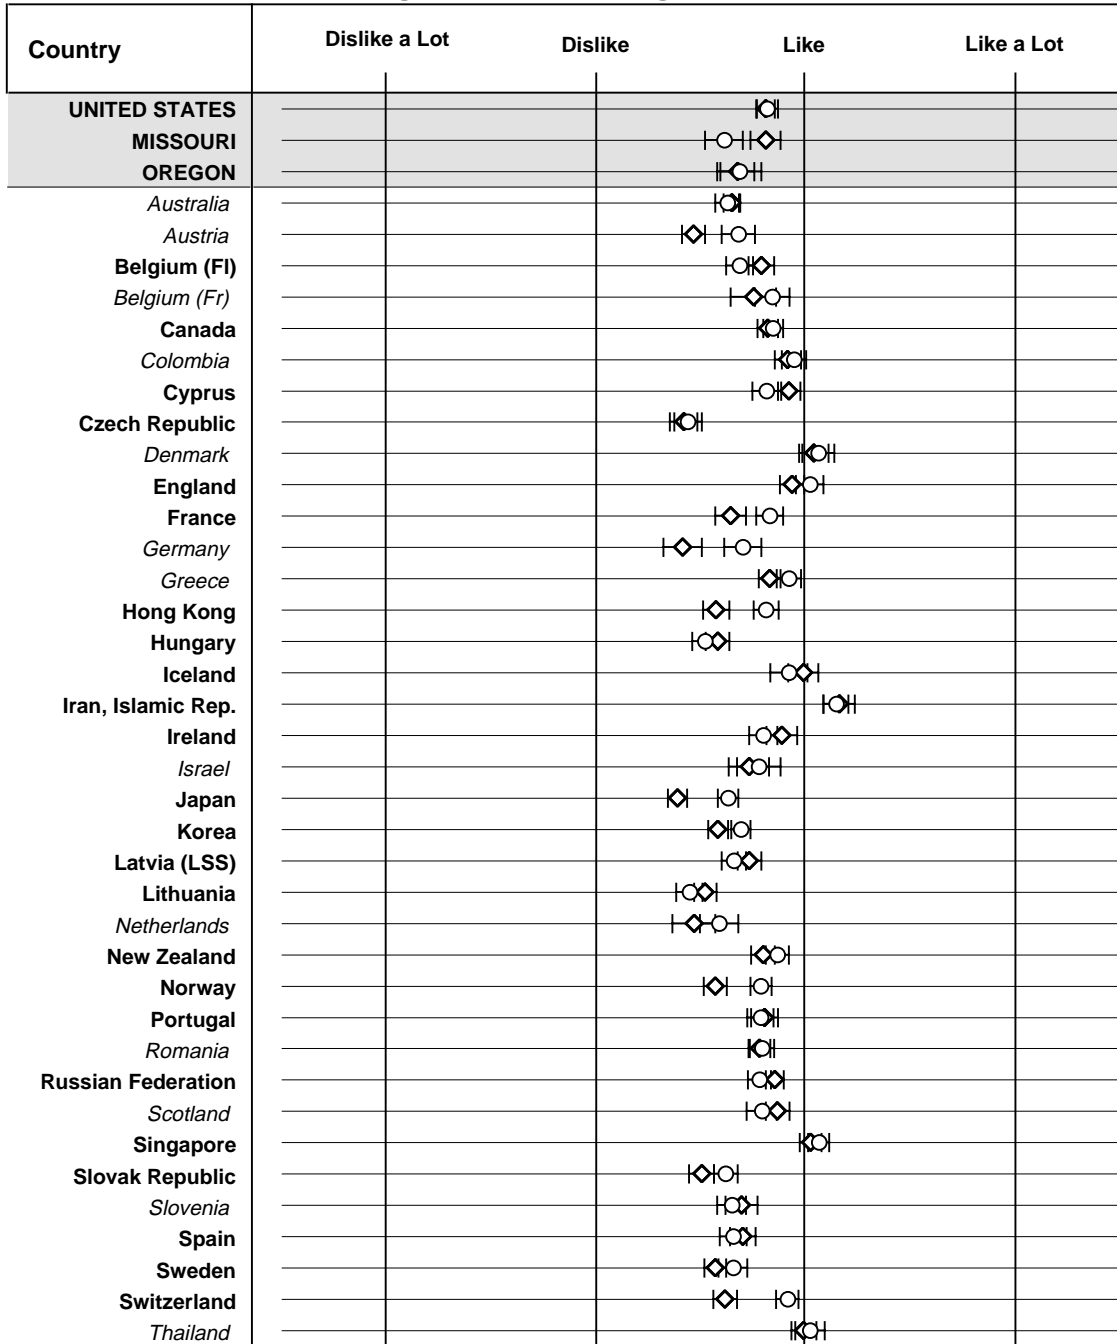 Country Dislike a Lot Dislike Like Like a Lot
UNITED STATES
MISSOURI
OREGON
Australia
Austria
Belgium (Fl)
Belgium (Fr)
Canada
Colombia
Cyprus
Czech Republic
Denmark
England
France
Germany
Greece
Hong Kong
Hungary
Iceland
Iran, Islamic Rep.
Ireland
Israel
Japan
Korea
Latvia (LSS)
Lithuania
Netherlands
New Zealand
Norway
Portugal
Romania
Russian Federation
Scotland
Singapore
Slovak Republic
Slovenia
Spain
Sweden
Switzerland
Thailand